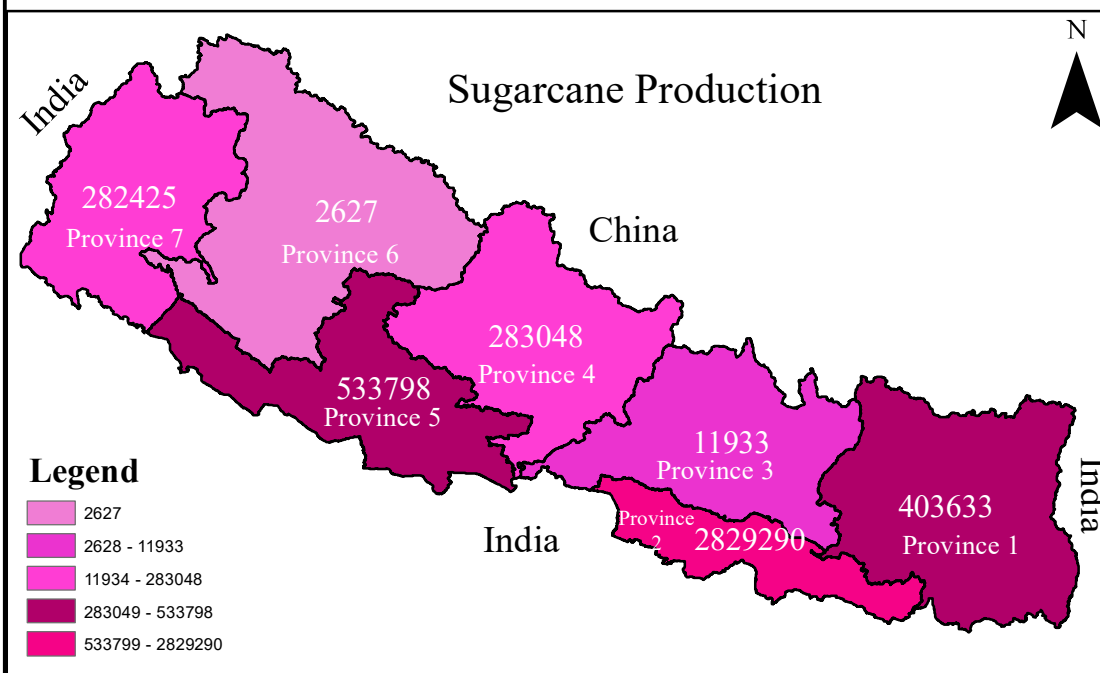 N
Sugarcane Production
India
282425
Province 7
2627
Province 6
China
283048
Province 4
533798
Province 5
11933
Province 3
403633
Province 1
India
Province
2
2829290
India
Legend
2627
2628 - 11933
11934 - 283048
283049 - 533798
533799 - 2829290